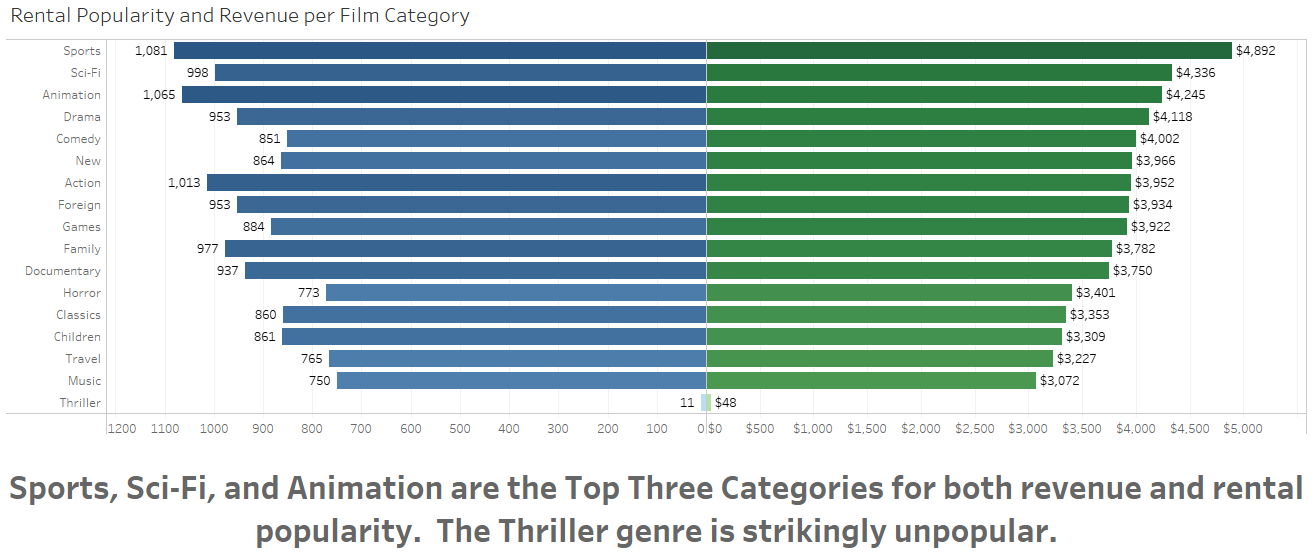 Rental Popularity and Revenue per Film Category
Sports 1,081 $4,892
Sci-Fi 998 $4,336
Animation 1,065 $4,245
Drama 953 $4,118
Comedy 851 $4,002
New 864 $3,966
Action 1,013 $3,952
Foreign 953 $3,934
Games 884 $3,922
Family 977 $3,782
Documentary 937 $3,750
Horror 773 $3,401
Classics 860 $3,353
Children 861 $3,309
Travel 765 $3,227
Music 750 $3,072
Thriller 11 $48
1200 1100 1000 900 800 700 600 500 400 300 200 100 0 $0 $500 $1,000 $1,500 $2,000 $2,500 $3,000 $3,500 $4,000 $4,500 $5,000
Sports, Sci-Fi, and Animation are the Top Three Categories for both revenue and rental
popularity. The Thriller genre is strikingly unpopular.